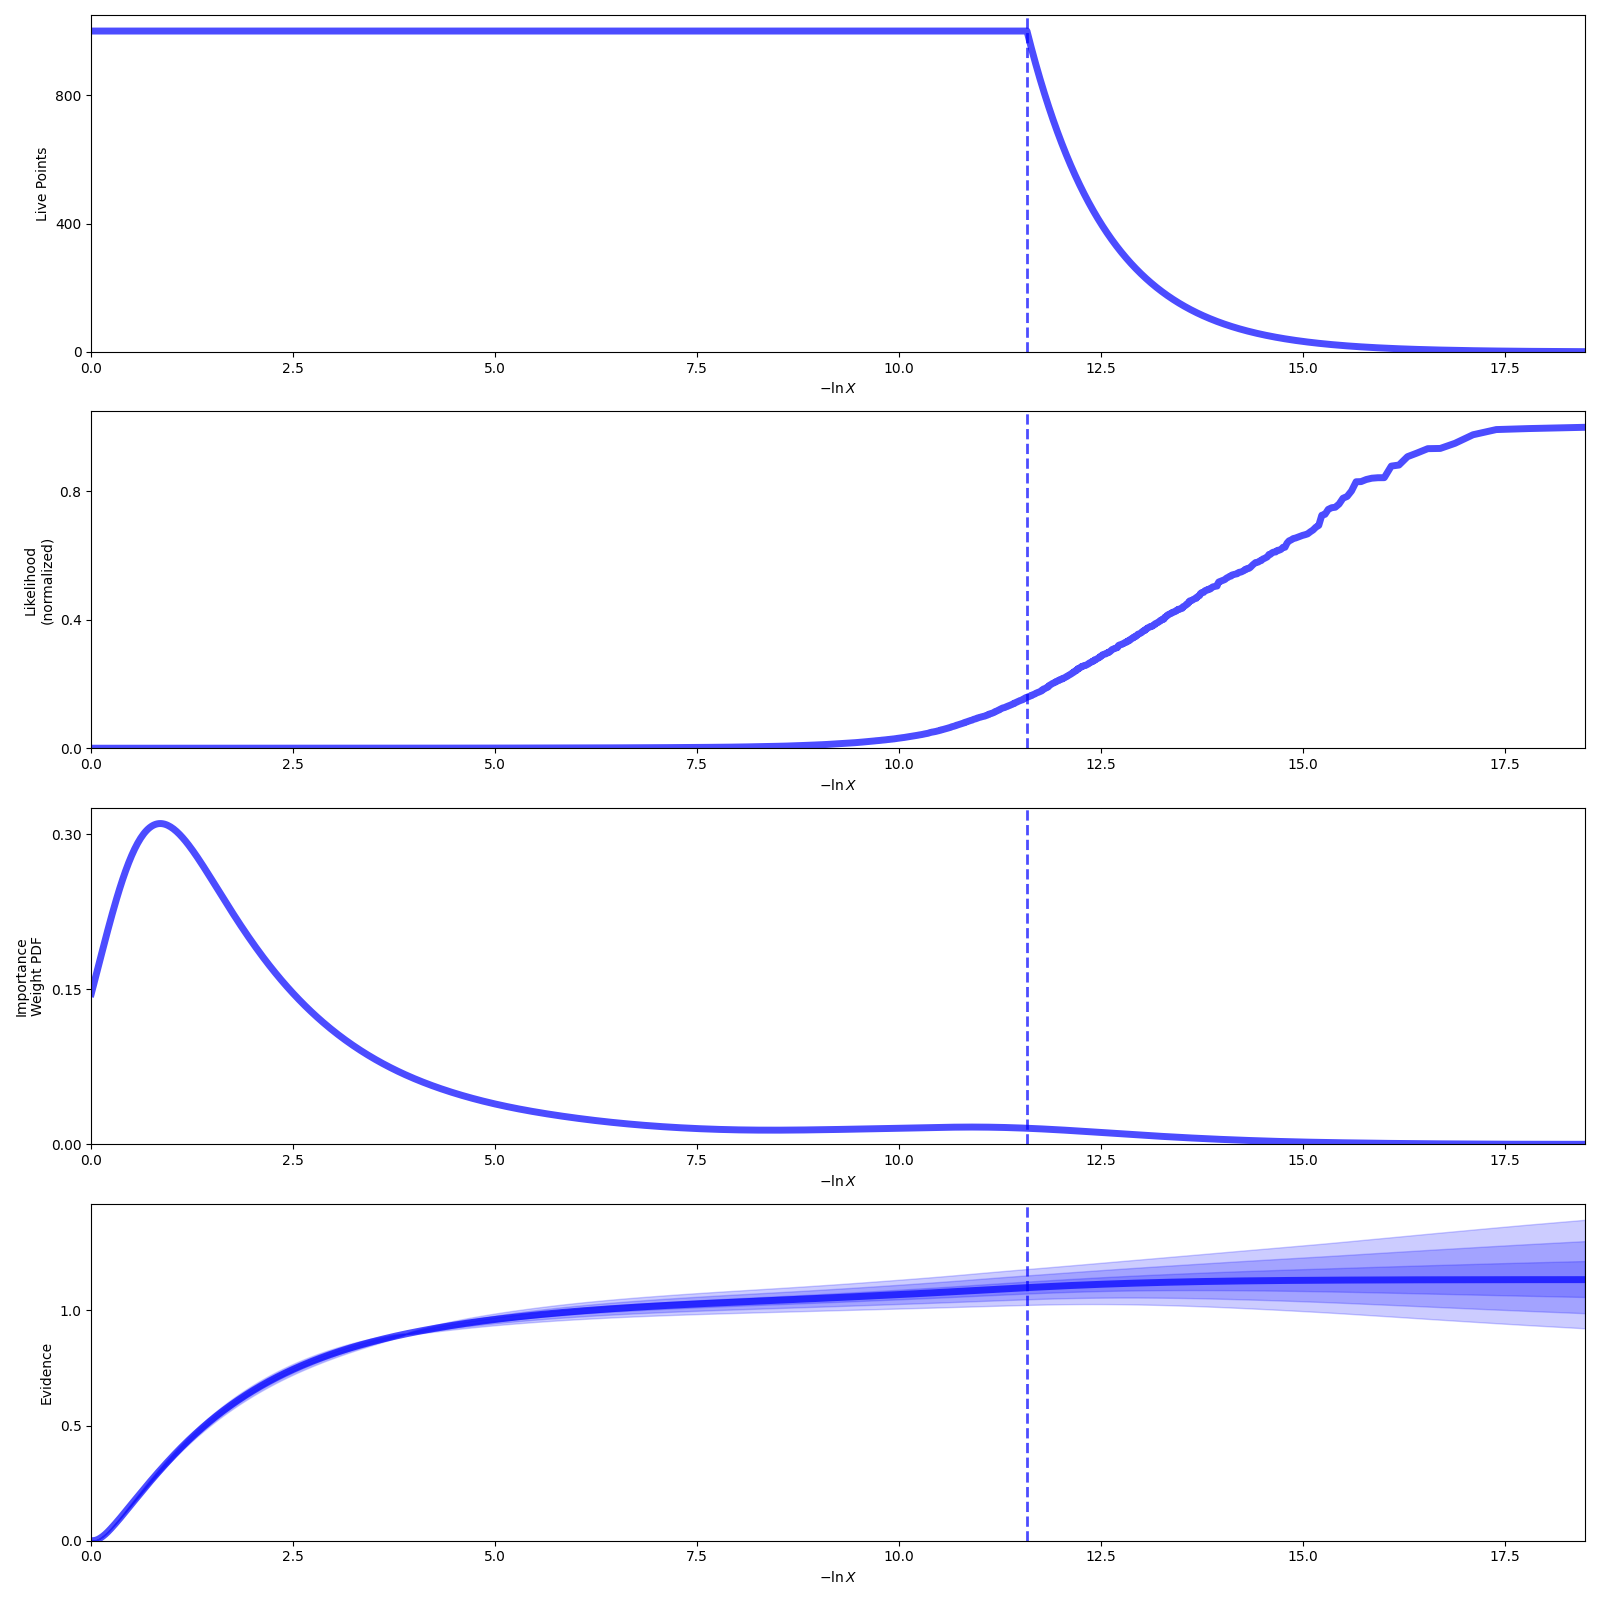 800
400
0
Live Points
0.0 2.5 5.0 7.5 10.0 12.5 15.0 17.5
−ln X
0.8
0.4
0.0
Likelihood
(normalized)
0.0 2.5 5.0 7.5 10.0 12.5 15.0 17.5
−ln X
0.30
0.15
0.00
Importance
Weight PDF
0.0 2.5 5.0 7.5 10.0 12.5 15.0 17.5
−ln X
1.0
0.5
0.0
Evidence
0.0 2.5 5.0 7.5 10.0 12.5 15.0 17.5
−ln X